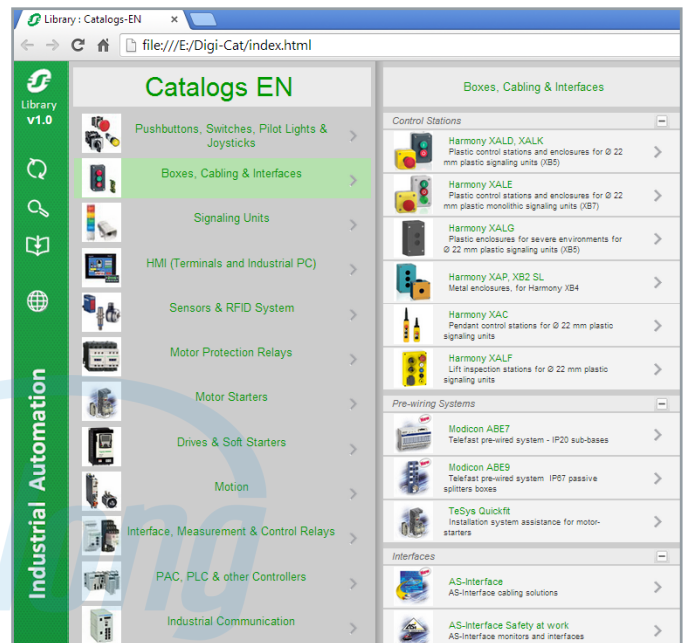 Library : Catalogs-EN
file:///E:/Digi-Cat/index.html
Library
v1.0
Industrial Automation
Catalogs EN
Pushbuttons, Switches, Pilot Lights &
Joysticks
Boxes, Cabling & Interfaces
Signaling Units
HMI (Terminals and Industrial PC)
Sensors & RFID System
Motor Protection Relays
Motor Starters
Drives & Soft Starters
Motion
Interface, Measurement & Control Relays
PAC, PLC & other Controllers
Industrial Communication
Boxes, Cabling & Interfaces
Control Stations
Harmony XALD, XALK
Plastic control stations and enclosures for Ø 22
mm plastic signaling units (XB5)
Harmony XALE
Plastic control stations and enclosures for Ø 22
mm plastic monolithic signaling units (XB7)
Harmony XALG
Plastic enclosures for severe environments for
Ø 22 mm plastic signaling units (XB5)
Harmony XAP, XB2 SL
Metal enclosures, for Harmony XB4
Harmony XAC
Pendant control stations for Ø 22 mm plastic
signaling units
Harmony XALF
Lift inspection stations for Ø 22 mm plastic
signaling units
Pre-wiring Systems
Modicon ABE7
Telefast pre-wired system - IP20 sub-bases
Modicon ABE9
Telefast pre-wired system IP67 passive
splitters boxes
TeSys Quickfit
Installation system assistance for motor-
starters
Interfaces
AS-Interface
AS-Interface cabling solutions
AS-Interface Safety at work
AS-Interface monitors and interfaces